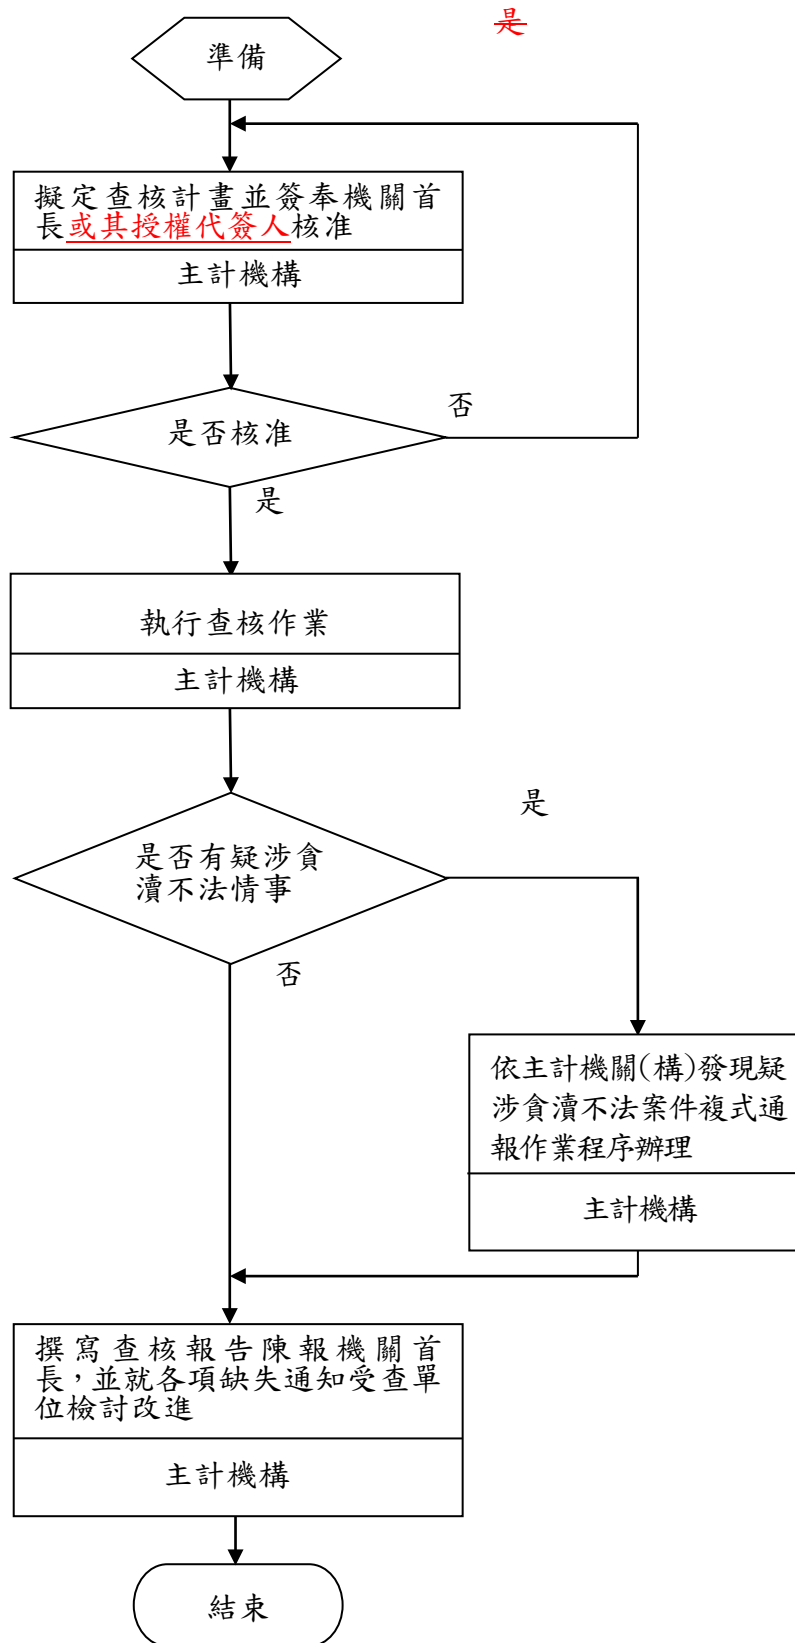 是
準備
擬定查核計畫並簽奉機關首
長或其授權代簽人核准
主計機構
否
是否核准
是
執行查核作業
主計機構
是
是否有疑涉貪
瀆不法情事
否
依主計機關(構)發現疑
涉貪瀆不法案件複式通
報作業程序辦理
主計機構
撰寫查核報告陳報機關首
長，並就各項缺失通知受查單
位檢討改進
主計機構
結束